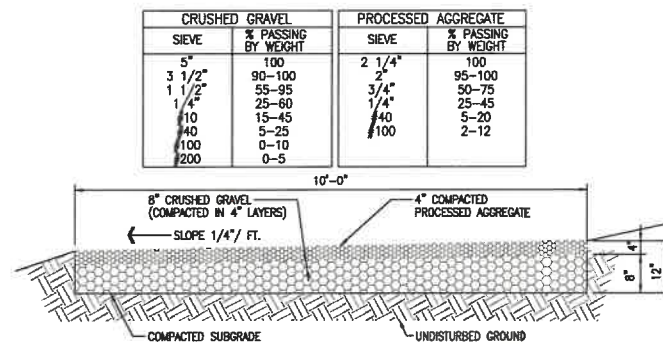 CRUSHED GRAVEL
SIEVE % PASSING BY WEIGHT
5" 100
3 1/2" 90-100
1 1/2" 55-95
1/4" 25-60
#10 15-45
#40 5-25
#100 0-10
#200 0-5
PROCESSED AGGREGATE
SIEVE % PASSING BY WEIGHT
2 1/4" 100
2" 95-100
3/4" 50-75
1/4" 25-45
#40 5-20
#100 2-12
10'-0"
8" CRUSHED GRAVEL
(COMPACTED IN 4" LAYERS)
4" COMPACTED
PROCESSED AGGREGATE
SLOPE 1/4"/ FT.
4"
8"
12"
COMPACTED SUBGRADE
UNDISTURBED GROUND